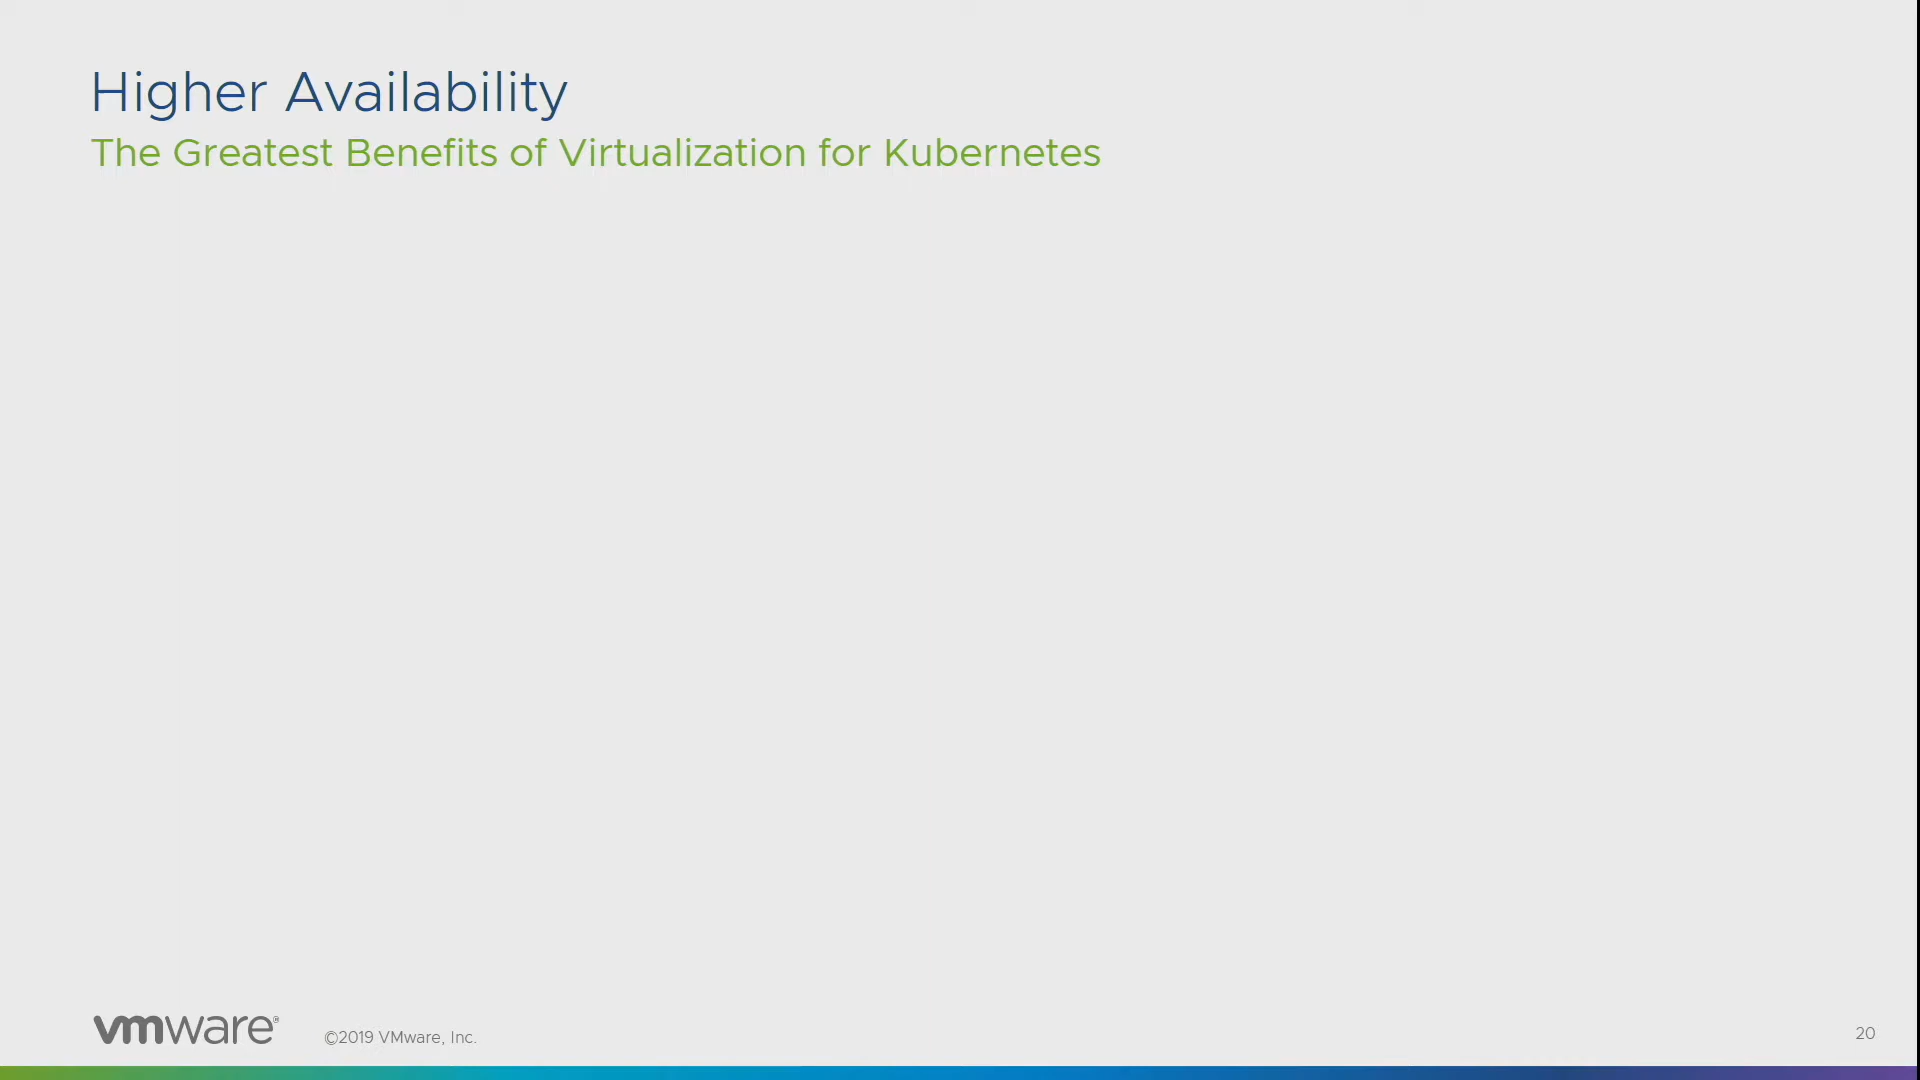 Higher Availability
The Greatest Benefits of Virtualization for Kubernetes
vmware®
©2019 VMware, Inc.
20